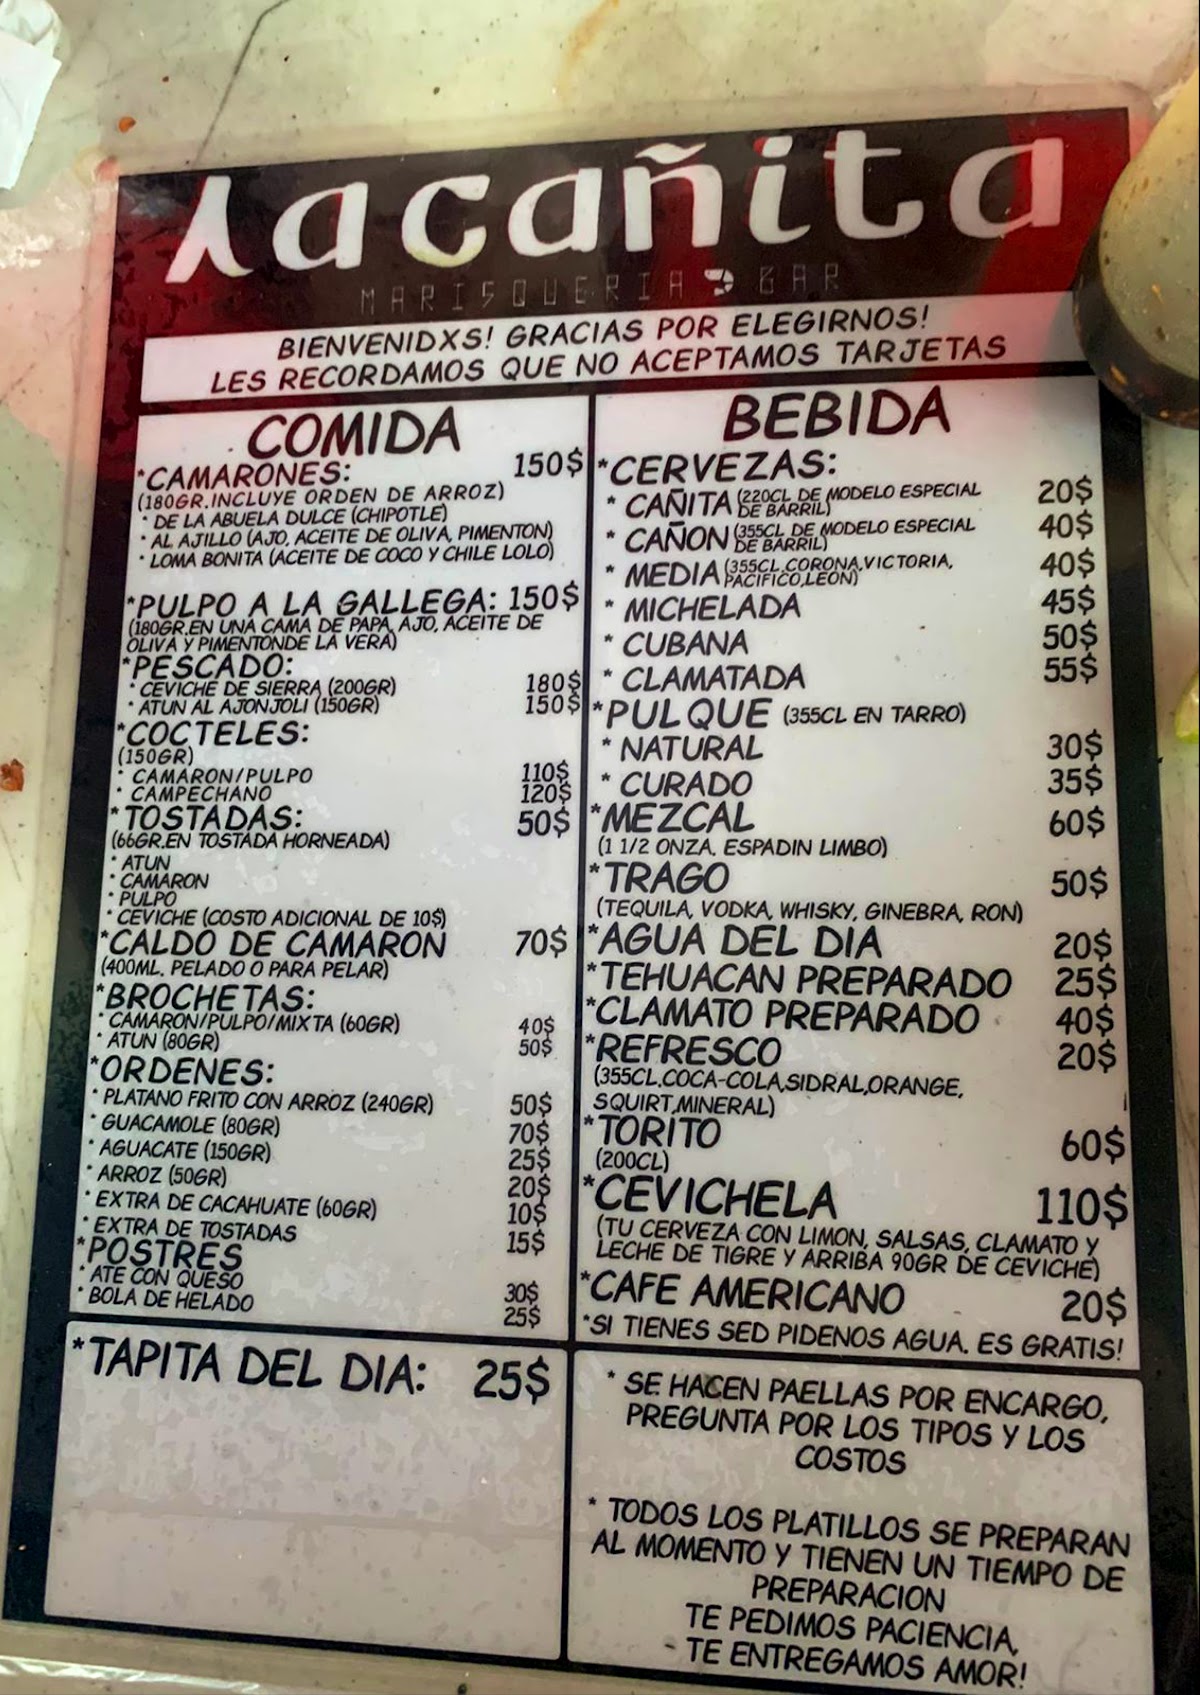 Lacañita
MARISQUERIA BAR
BIENVENIDXS! GRACIAS POR ELEGIRNOS!
LES RECORDAMOS QUE NO ACEPTAMOS TARJETAS
COMIDA
*CAMARONES: 150$
(180GR.INCLUYE ORDEN DE ARROZ)
* DE LA ABUELA DULCE (CHIPOTLE)
* AL AJILLO (AJO, ACEITE DE OLIVA, PIMENTON)
* LOMA BONITA (ACEITE DE COCO Y CHILE LOLO)
*PULPO A LA GALLEGA: 150$
(180GR.EN UNA CAMA DE PAPA, AJO, ACEITE DE
OLIVA Y PIMENTONDE LA VERA)
*PESCADO:
* CEVICHE DE SIERRA (200GR) 180$
* ATUN AL AJONJOLI (150GR) 150$
*COCTELES:
(150GR)
* CAMARON/PULPO 110$
* CAMPECHANO 120$
*TOSTADAS: 50$
(66GR.EN TOSTADA HORNEADA)
* ATUN
* CAMARON
* PULPO
* CEVICHE (COSTO ADICIONAL DE 10$)
*CALDO DE CAMARON 70$
(400ML. PELADO O PARA PELAR)
*BROCHETAS:
* CAMARON/PULPO/MIXTA (60GR) 40$
* ATUN (80GR) 50$
*ORDENES:
* PLATANO FRITO CON ARROZ (240GR) 50$
* GUACAMOLE (80GR) 70$
* AGUACATE (150GR) 25$
* ARROZ (50GR) 20$
* EXTRA DE CACAHUATE (60GR) 10$
* EXTRA DE TOSTADAS 15$
*POSTRES
* ATE CON QUESO 30$
* BOLA DE HELADO 25$
*TAPITA DEL DIA: 25$
BEBIDA
*CERVEZAS:
* CAÑITA (220CL DE MODELO ESPECIAL 20$
DE BARRIL)
* CAÑON (355CL DE MODELO ESPECIAL 40$
DE BARRIL)
* MEDIA (355CL,CORONA,VICTORIA, 40$
PACIFICO,LEON)
* MICHELADA 45$
* CUBANA 50$
* CLAMATADA 55$
*PULQUE (355CL EN TARRO)
* NATURAL 30$
* CURADO 35$
*MEZCAL 60$
(1 1/2 ONZA. ESPADIN LIMBO)
*TRAGO 50$
(TEQUILA, VODKA, WHISKY, GINEBRA, RON)
*AGUA DEL DIA 20$
*TEHUACAN PREPARADO 25$
*CLAMATO PREPARADO 40$
*REFRESCO 20$
(355CL.COCA-COLA,SIDRAL,ORANGE,
SQUIRT,MINERAL)
*TORITO 60$
(200CL)
*CEVICHELA 110$
(TU CERVEZA CON LIMON, SALSAS, CLAMATO Y
LECHE DE TIGRE Y ARRIBA 90GR DE CEVICHE)
*CAFE AMERICANO 20$
*SI TIENES SED PIDENOS AGUA. ES GRATIS!
* SE HACEN PAELLAS POR ENCARGO,
PREGUNTA POR LOS TIPOS Y LOS
COSTOS
* TODOS LOS PLATILLOS SE PREPARAN
AL MOMENTO Y TIENEN UN TIEMPO DE
PREPARACION
TE PEDIMOS PACIENCIA,
- TE ENTREGAMOS AMOR!